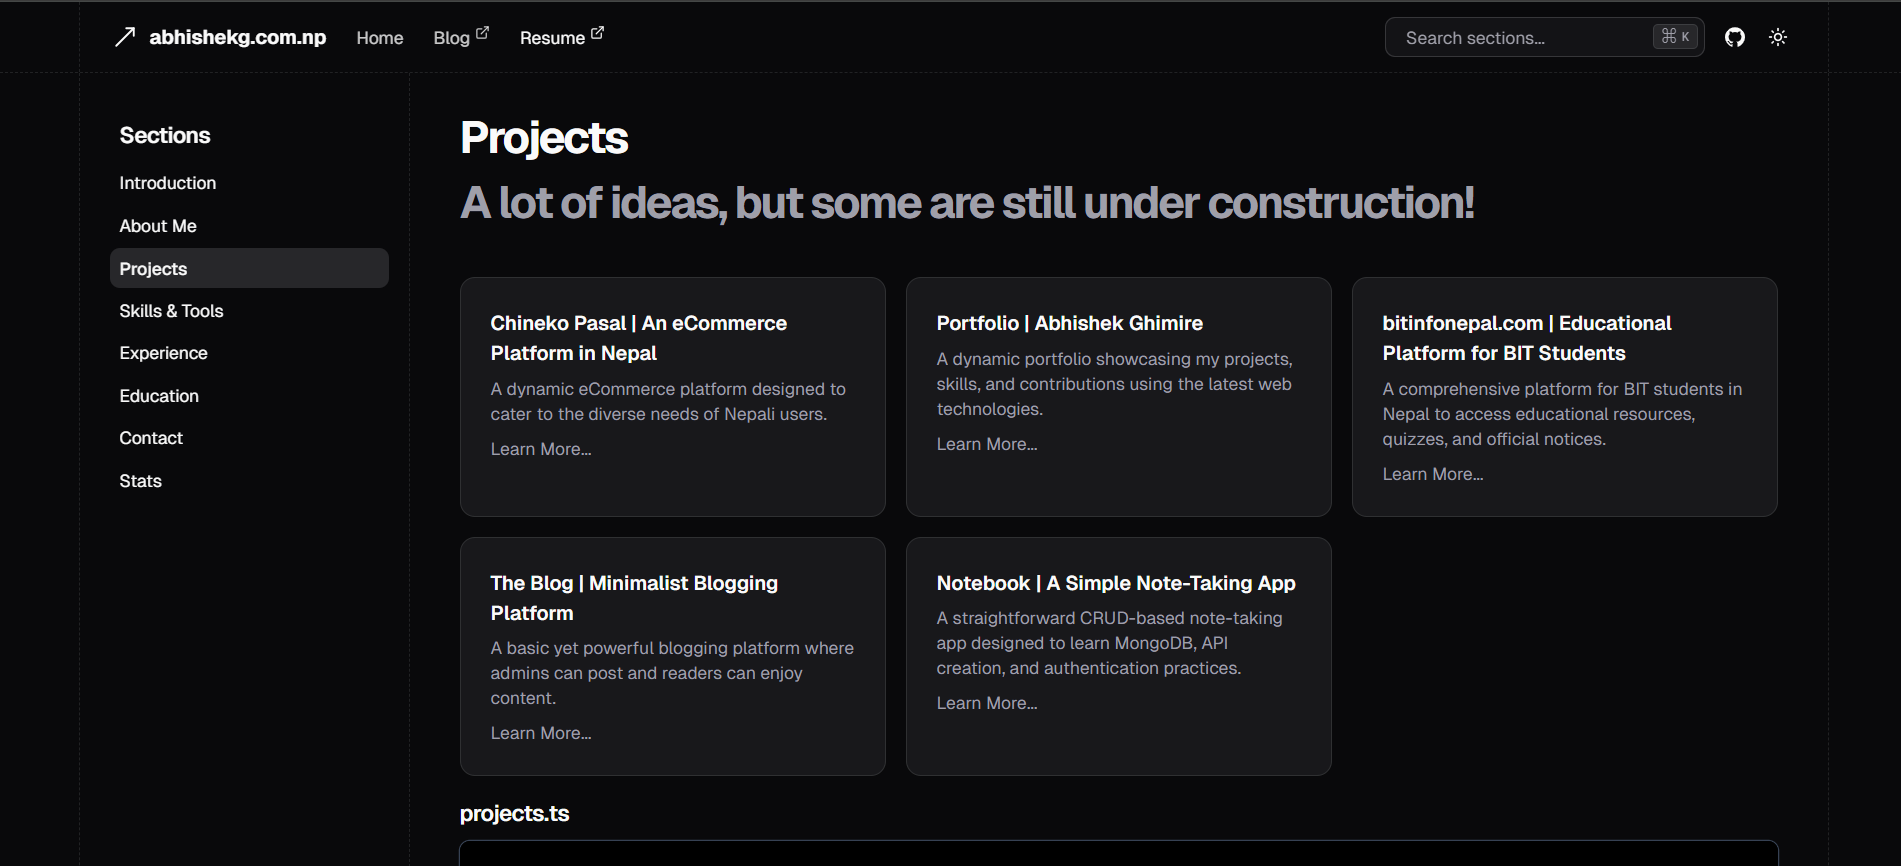 abhishekg.com.np Home Blog Resume Search sections... ⌘ K
Sections
Introduction
About Me
Projects
Skills & Tools
Experience
Education
Contact
Stats
Projects
A lot of ideas, but some are still under construction!
Chineko Pasal | An eCommerce
Platform in Nepal
A dynamic eCommerce platform designed to
cater to the diverse needs of Nepali users.
Learn More...
Portfolio | Abhishek Ghimire
A dynamic portfolio showcasing my projects,
skills, and contributions using the latest web
technologies.
Learn More...
bitinfonepal.com | Educational
Platform for BIT Students
A comprehensive platform for BIT students in
Nepal to access educational resources,
quizzes, and official notices.
Learn More...
The Blog | Minimalist Blogging
Platform
A basic yet powerful blogging platform where
admins can post and readers can enjoy
content.
Learn More...
Notebook | A Simple Note-Taking App
A straightforward CRUD-based note-taking
app designed to learn MongoDB, API
creation, and authentication practices.
Learn More...
projects.ts